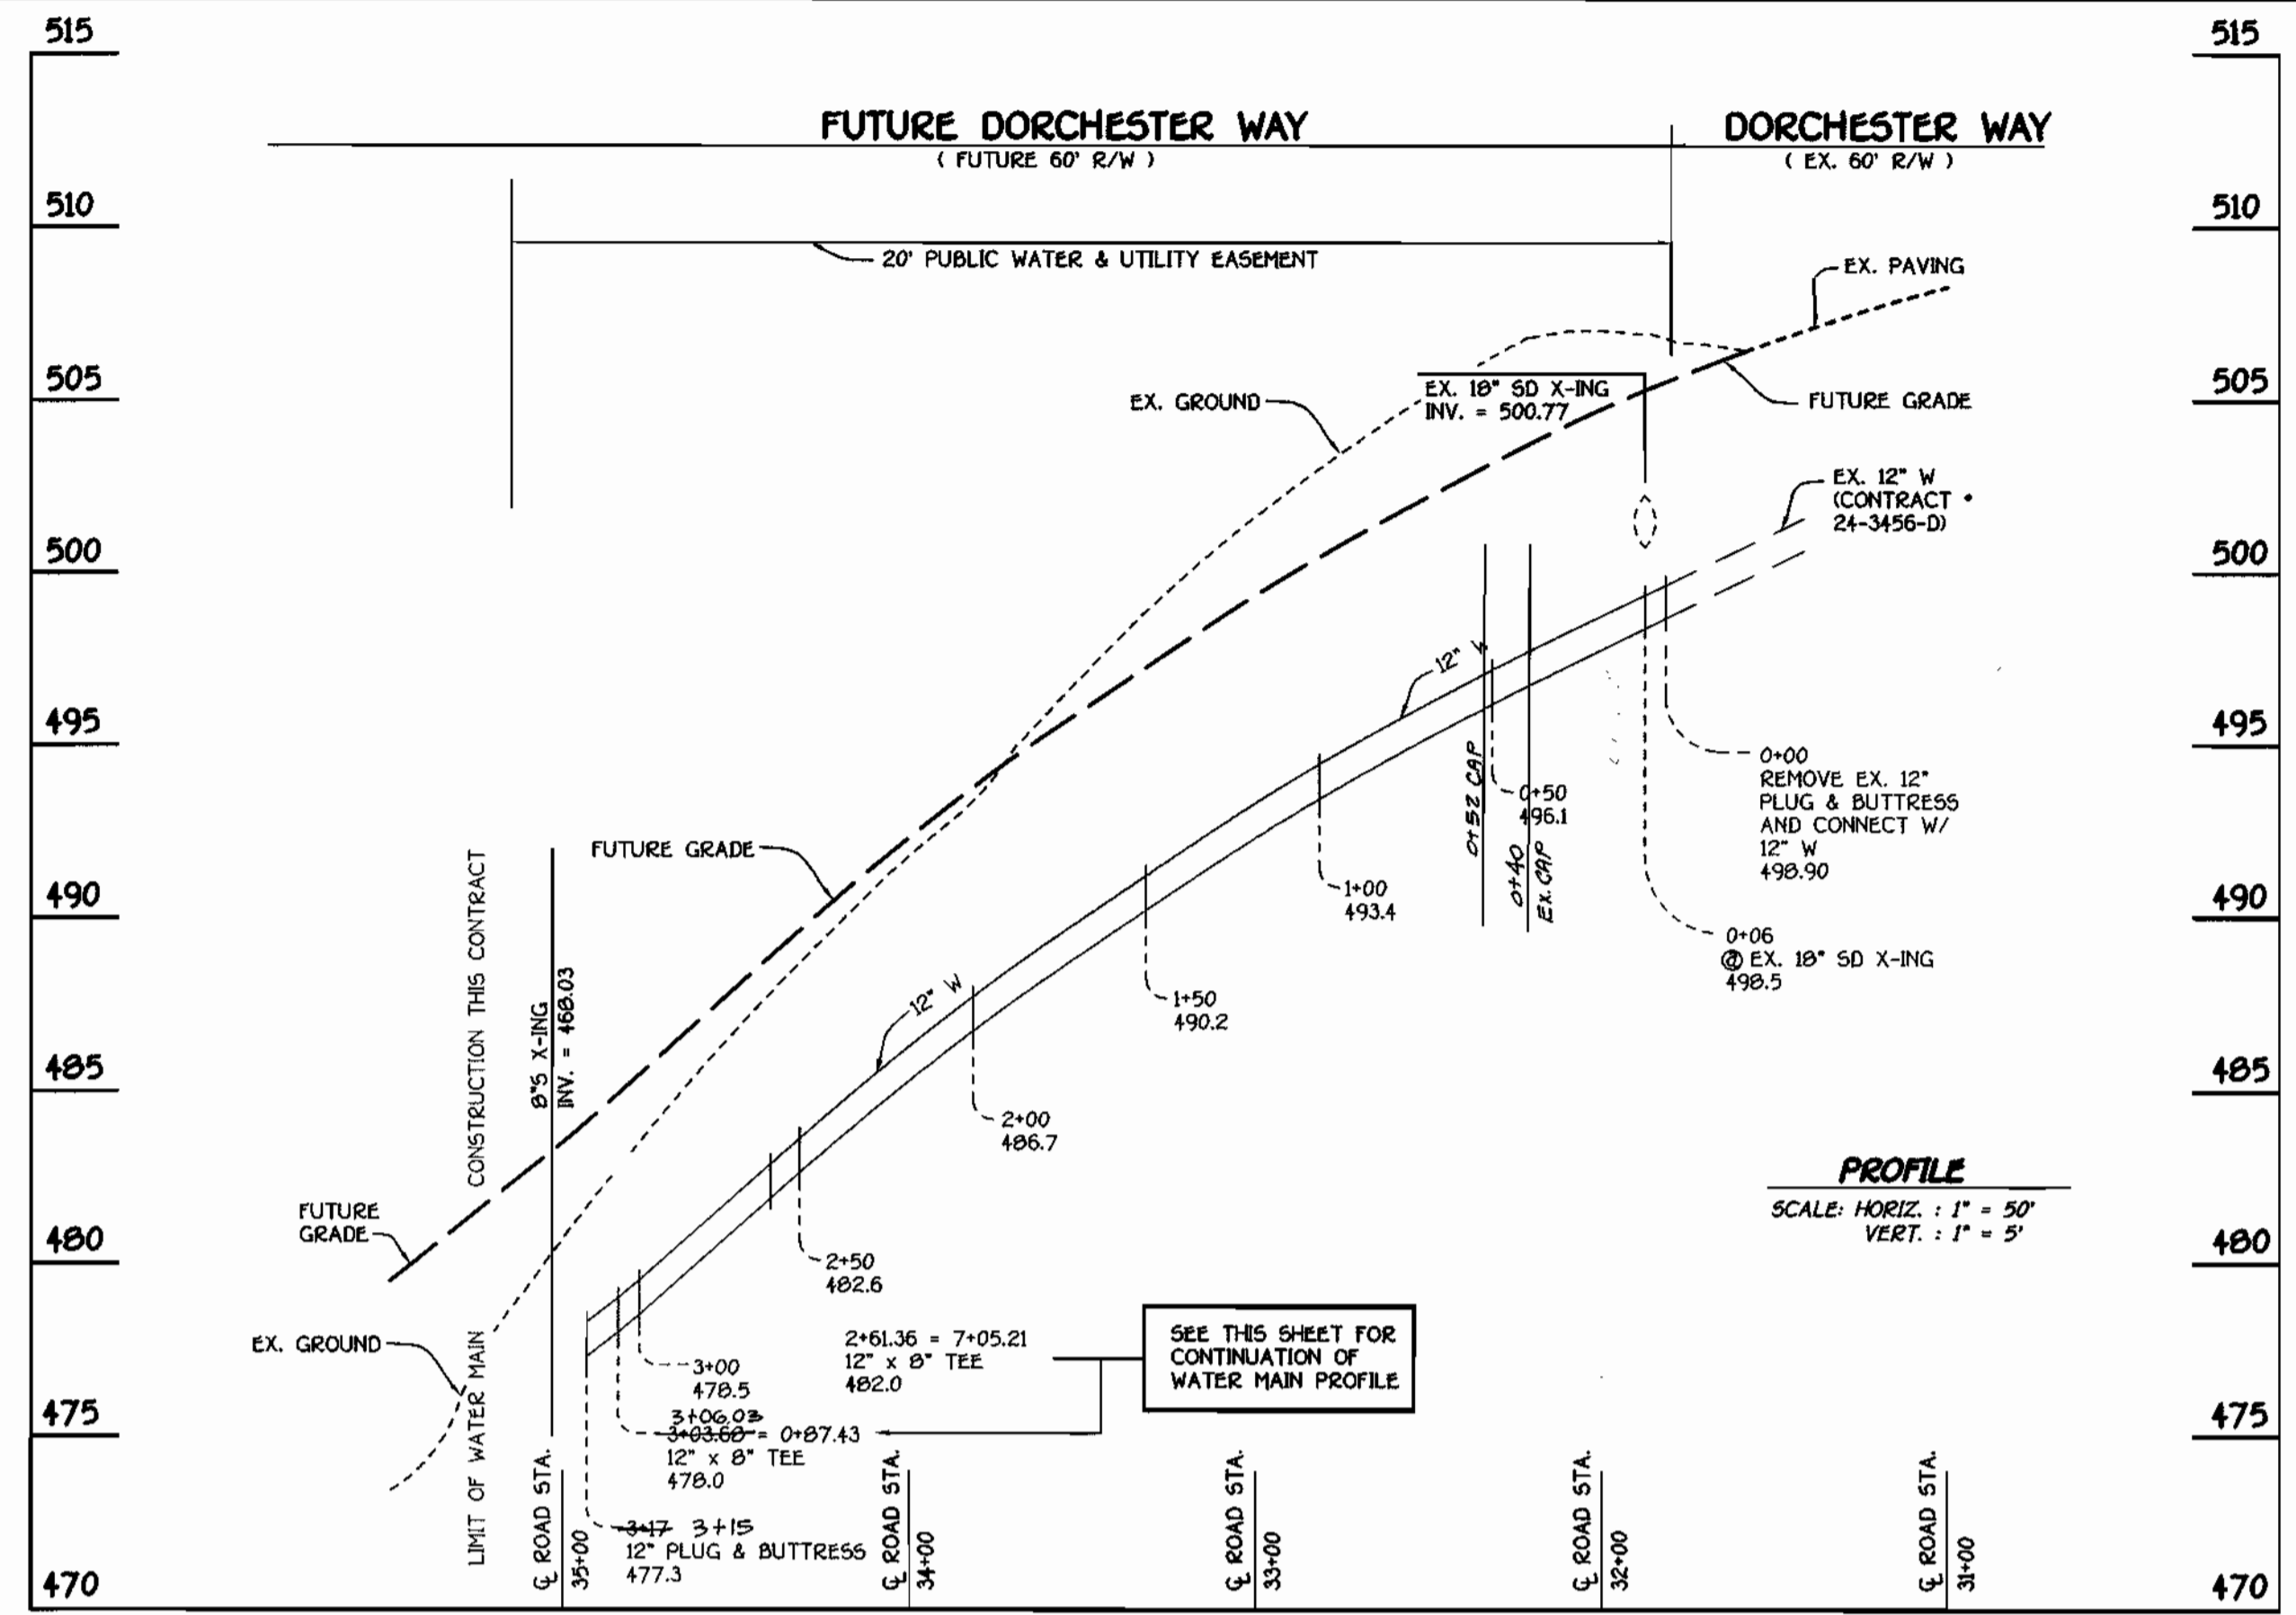 515
515
FUTURE DORCHESTER WAY
( FUTURE 60' R/W )
DORCHESTER WAY
( EX. 60' R/W )
510
510
20' PUBLIC WATER & UTILITY EASEMENT
EX. PAVING
505
505
EX. GROUND
EX. 18" SD X-ING
INV. = 500.77
FUTURE GRADE
EX. 12" W
(CONTRACT •
24-3456-D)
500
500
12" W
495
495
0+52 CAP
0+50
496.1
0+40
EX. CAP
0+00
REMOVE EX. 12"
PLUG & BUTTRESS
AND CONNECT W/
12" W
498.90
FUTURE GRADE
1+00
493.4
490
490
0+06
@ EX. 18" SD X-ING
498.5
CONSTRUCTION THIS CONTRACT
8"S X-ING
INV. = 468.03
12" W
1+50
490.2
485
485
2+00
486.7
PROFILE
SCALE: HORIZ. : 1" = 50'
VERT. : 1" = 5'
FUTURE
GRADE
480
480
2+50
482.6
EX. GROUND
LIMIT OF WATER MAIN
2+61.36 = 7+05.21
12" x 8" TEE
482.0
SEE THIS SHEET FOR
CONTINUATION OF
WATER MAIN PROFILE
3+00
478.5
475
475
3+06.03
3+03.68 = 0+87.43
12" x 8" TEE
478.0
3+17 3+15
12" PLUG & BUTTRESS
477.3
℄ ROAD STA.
35+00
℄ ROAD STA.
34+00
℄ ROAD STA.
33+00
℄ ROAD STA.
32+00
℄ ROAD STA.
31+00
470
470